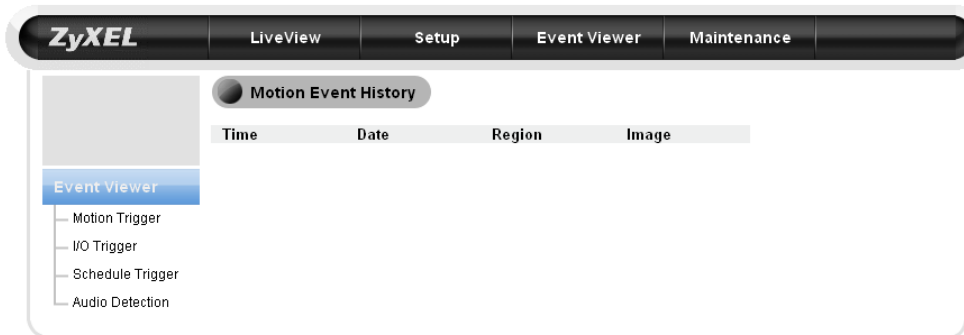 ZyXEL LiveView Setup Event Viewer Maintenance
Motion Event History
Time Date Region Image
Event Viewer
Motion Trigger
I/O Trigger
Schedule Trigger
Audio Detection